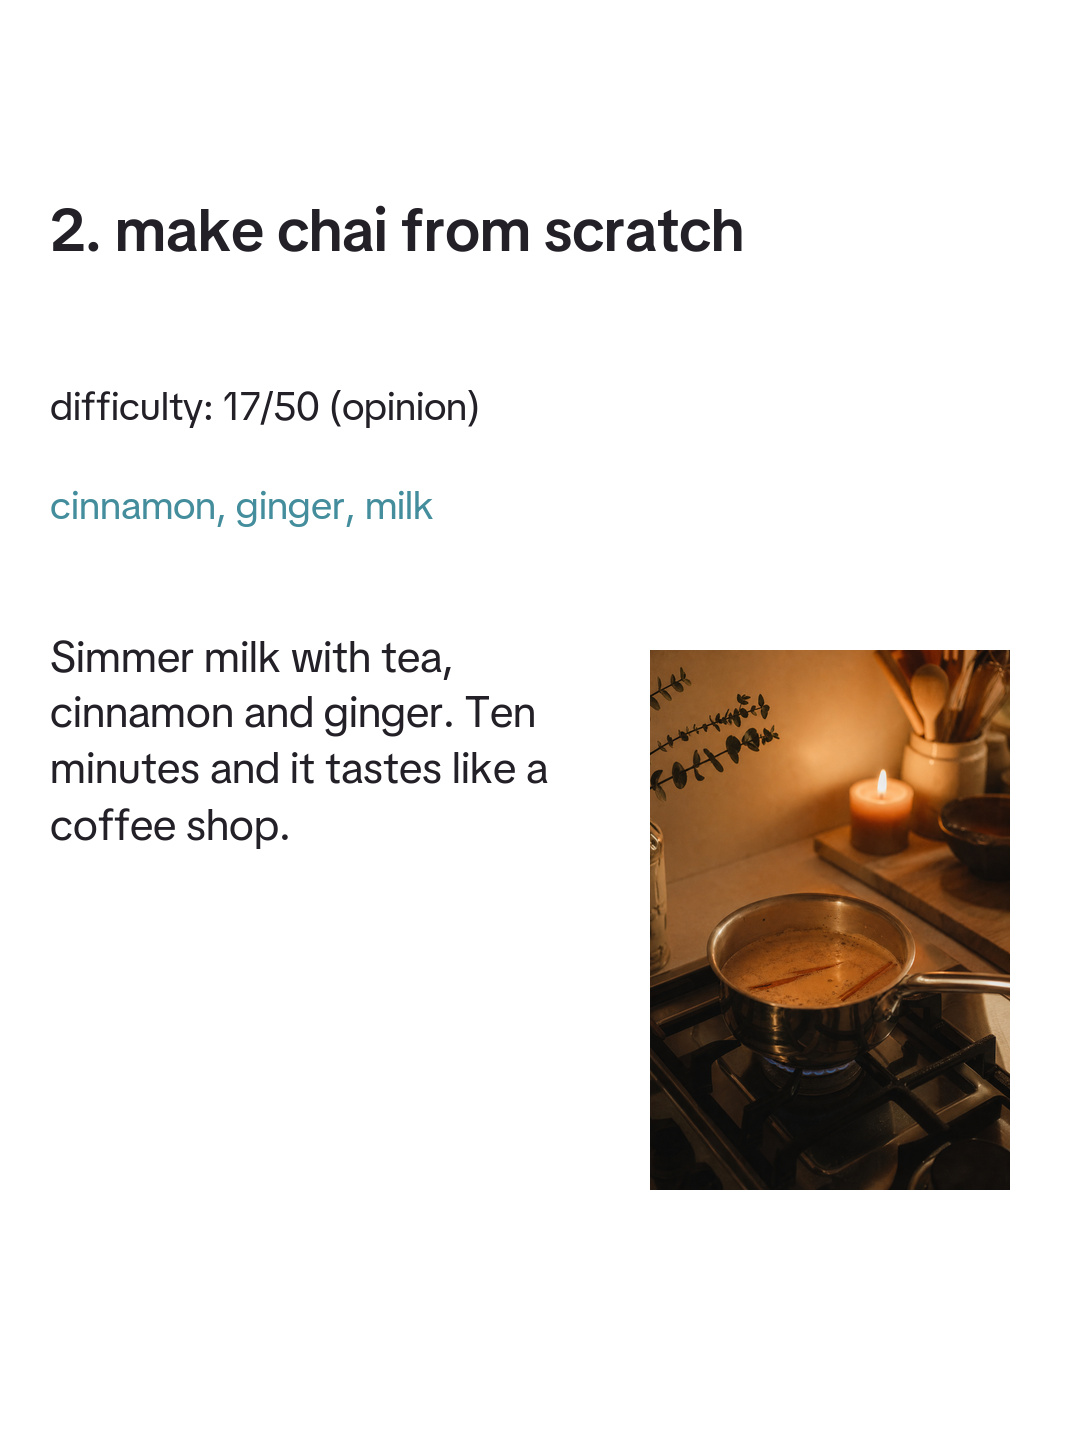 2. make chai from scratch
difficulty: 17/50 (opinion)
cinnamon, ginger, milk
Simmer milk with tea,
cinnamon and ginger. Ten
minutes and it tastes like a
coffee shop.